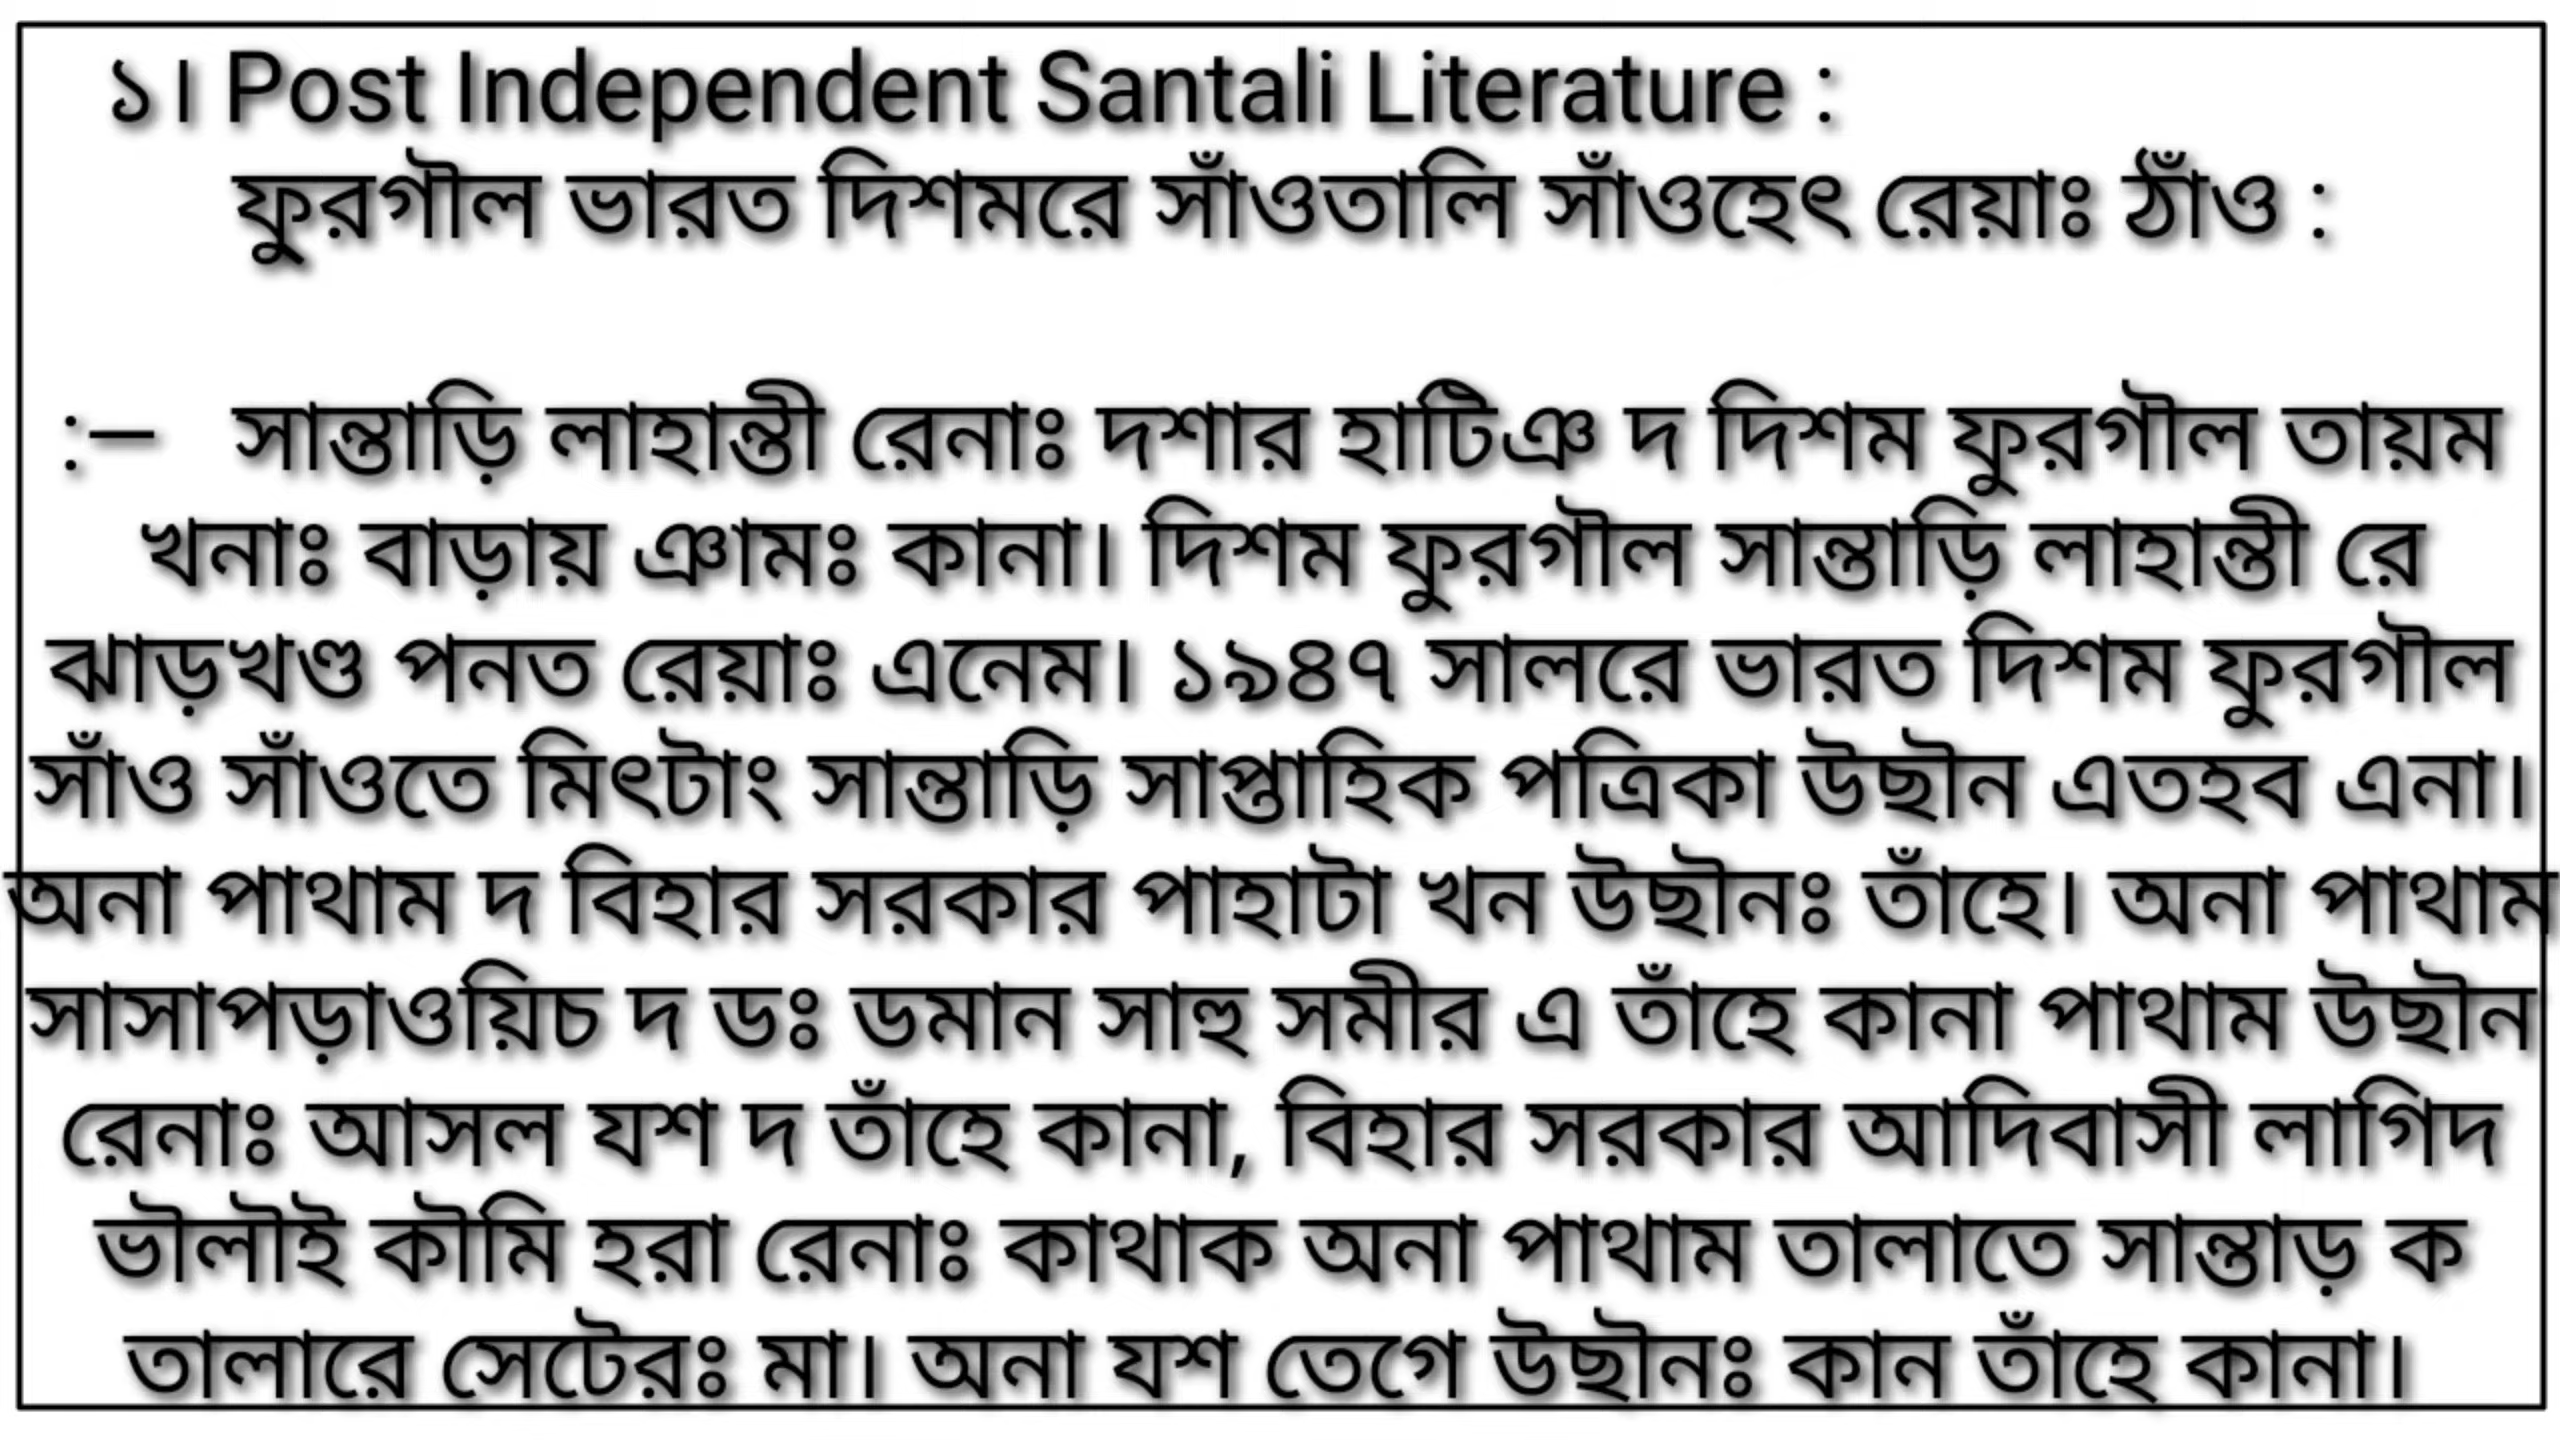 ১। Post Independent Santali Literature :
ফুরগৗল ভারত দিশমরে সাঁওতালি সাঁওহেৎ রেয়াঃ ঠাঁও :
:– সান্তাড়ি লাহান্তী রেনাঃ দশার হাটিঞ দ দিশম ফুরগৗল তায়ম
খনাঃ বাড়ায় ঞামঃ কানা। দিশম ফুরগৗল সান্তাড়ি লাহান্তী রে
ঝাড়খণ্ড পনত রেয়াঃ এনেম। ১৯৪৭ সালরে ভারত দিশম ফুরগৗল
সাঁও সাঁওতে মিৎটাং সান্তাড়ি সাপ্তাহিক পত্রিকা উছৗন এতহব এনা।
অনা পাথাম দ বিহার সরকার পাহাটা খন উছৗনঃ তাঁহে। অনা পাথাম
সাসাপড়াওয়িচ দ ডঃ ডমান সাহু সমীর এ তাঁহে কানা পাথাম উছৗন
রেনাঃ আসল যশ দ তাঁহে কানা, বিহার সরকার আদিবাসী লাগিদ
ভৗলৗই কৗমি হরা রেনাঃ কাথাক অনা পাথাম তালাতে সান্তাড় ক
তালারে সেটের‌ঃ মা। অনা যশ তেগে উছৗনঃ কান তাঁহে কানা।